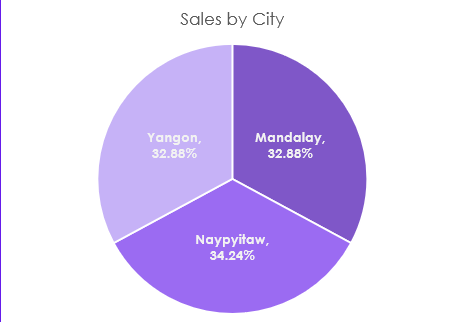 Sales by City
Yangon,
32.88%
Mandalay,
32.88%
Naypyitaw,
34.24%